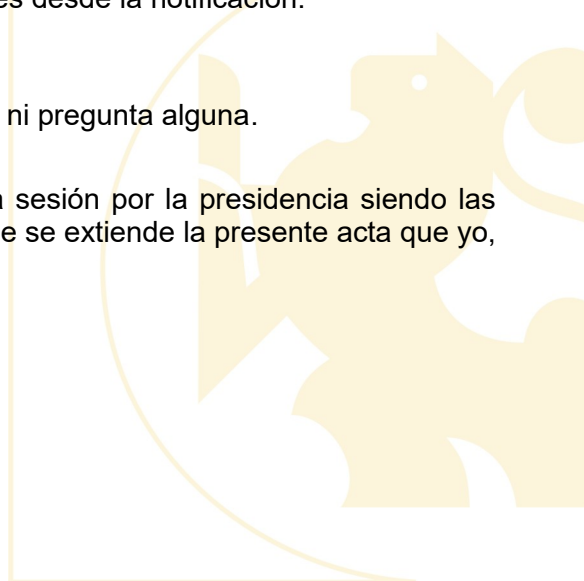 es desde la notificación.
ni pregunta alguna.
a sesión por la presidencia siendo las
e se extiende la presente acta que yo,